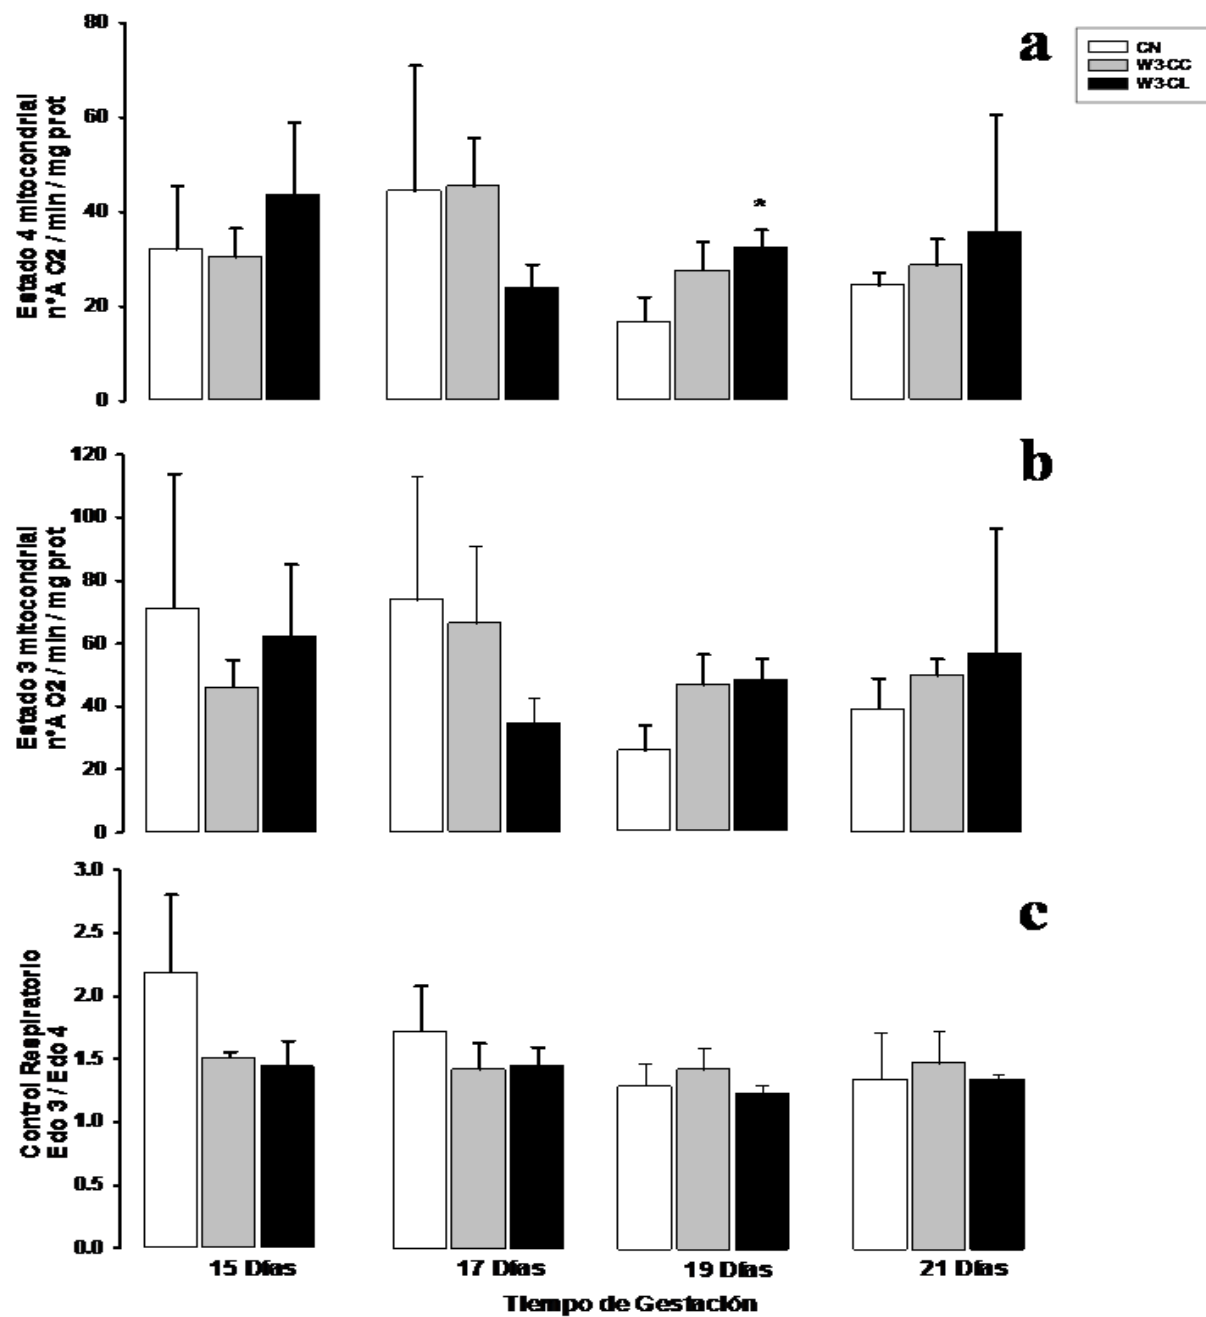 80
60
40
20
0
Estado 4 mitocondrial
n°A O2 / min / mg prot
a
CN
W3-CC
W3-CL
*
120
100
80
60
40
20
0
Estado 3 mitocondrial
n°A O2 / min / mg prot
b
3.0
2.5
2.0
1.5
1.0
0.5
0.0
Control Respiratorio
Edo 3 / Edo 4
c
15 Días
17 Días
19 Días
21 Días
Tiempo de Gestación